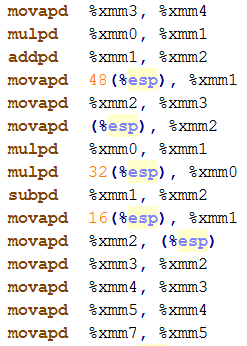 movapd %xmm3, %xmm4
mulpd %xmm0, %xmm1
addpd %xmm1, %xmm2
movapd 48(%esp), %xmm1
movapd %xmm2, %xmm3
movapd (%esp), %xmm2
mulpd %xmm0, %xmm1
mulpd 32(%esp), %xmm0
subpd %xmm1, %xmm2
movapd 16(%esp), %xmm1
movapd %xmm2, (%esp)
movapd %xmm3, %xmm2
movapd %xmm4, %xmm3
movapd %xmm5, %xmm4
movapd %xmm7, %xmm5